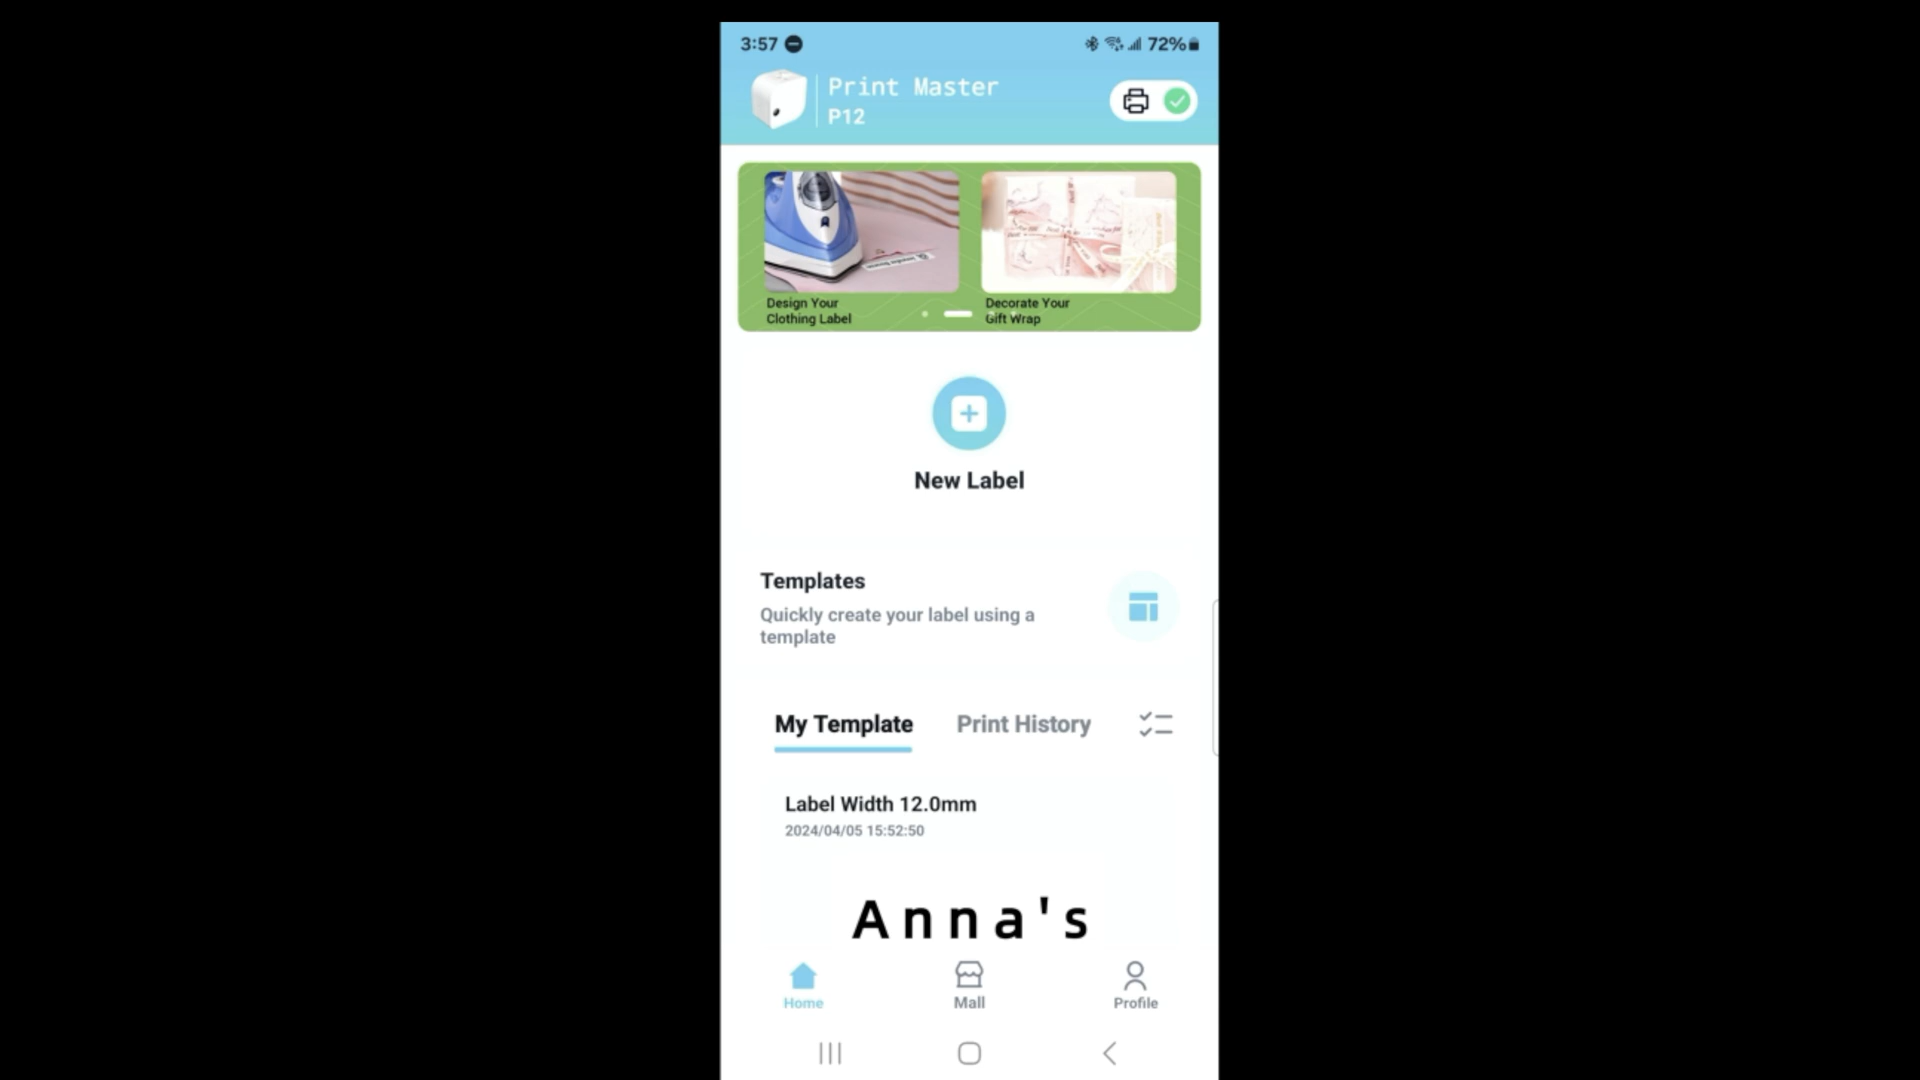 3:57
72%
Print Master
P12
Design Your
Clothing Label
Decorate Your
Gift Wrap
New Label
Templates
Quickly create your label using a
template
My Template
Print History
Label Width 12.0mm
2024/04/05 15:52:50
Anna's
Home
Mall
Profile